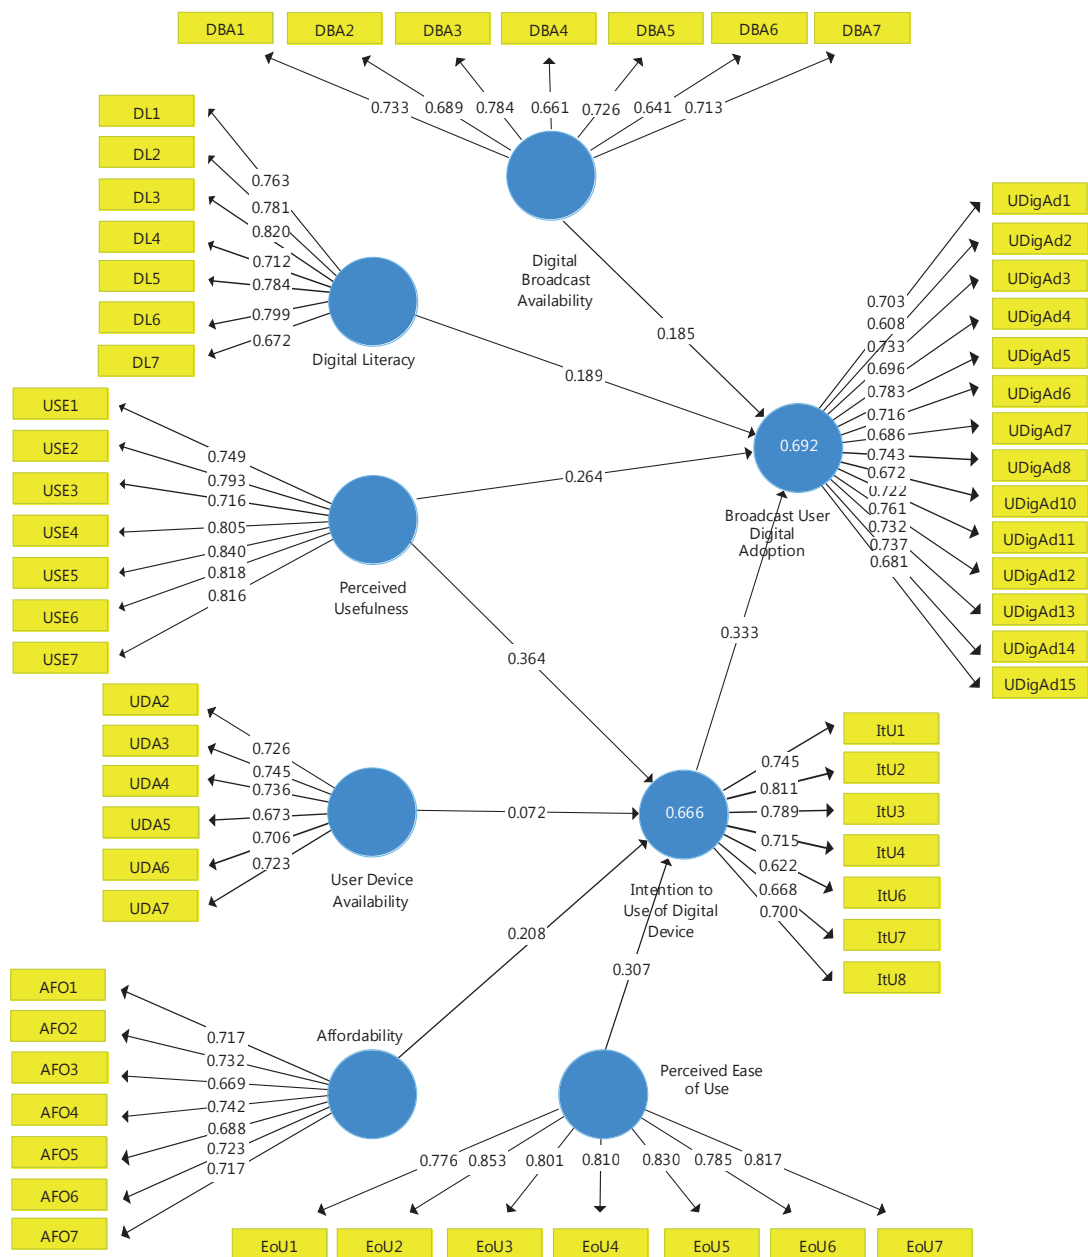 DBA1 DBA2 DBA3 DBA4 DBA5 DBA6 DBA7
0.733 0.689 0.784 0.661 0.726 0.641 0.713
Digital
Broadcast
Availability
DL1
DL2
DL3
DL4
DL5
DL6
DL7
0.763
0.781
0.820
0.712
0.784
0.799
0.672
Digital Literacy
0.185
0.189
USE1
USE2
USE3
USE4
USE5
USE6
USE7
0.749
0.793
0.716
0.805
0.840
0.818
0.816
Perceived
Usefulness
0.264
0.364
0.692
Broadcast User
Digital
Adoption
0.703
0.608
0.733
0.696
0.783
0.716
0.686
0.743
0.672
0.722
0.761
0.732
0.737
0.681
UDigAd1
UDigAd2
UDigAd3
UDigAd4
UDigAd5
UDigAd6
UDigAd7
UDigAd8
UDigAd10
UDigAd11
UDigAd12
UDigAd13
UDigAd14
UDigAd15
0.333
UDA2
UDA3
UDA4
UDA5
UDA6
UDA7
0.726
0.745
0.736
0.673
0.706
0.723
User Device
Availability
0.072
0.666
Intention to
Use of Digital
Device
0.745
0.811
0.789
0.715
0.622
0.668
0.700
ItU1
ItU2
ItU3
ItU4
ItU6
ItU7
ItU8
0.208
0.307
AFO1
AFO2
AFO3
AFO4
AFO5
AFO6
AFO7
0.717
0.732
0.669
0.742
0.688
0.723
0.717
Affordability
Perceived Ease
of Use
0.776 0.853 0.801 0.810 0.830 0.785 0.817
EoU1 EoU2 EoU3 EoU4 EoU5 EoU6 EoU7